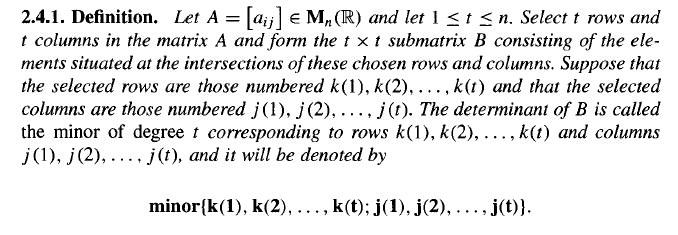 2.4.1. Definition. Let A = [a_{ij}] ∈ M_n(ℝ) and let 1 ≤ t ≤ n. Select t rows and
t columns in the matrix A and form the t × t submatrix B consisting of the ele-
ments situated at the intersections of these chosen rows and columns. Suppose that
the selected rows are those numbered k(1), k(2), . . . , k(t) and that the selected
columns are those numbered j(1), j(2), . . . , j(t). The determinant of B is called
the minor of degree t corresponding to rows k(1), k(2), . . . , k(t) and columns
j(1), j(2), . . . , j(t), and it will be denoted by
minor{k(1), k(2), . . . , k(t); j(1), j(2), . . . , j(t)}.